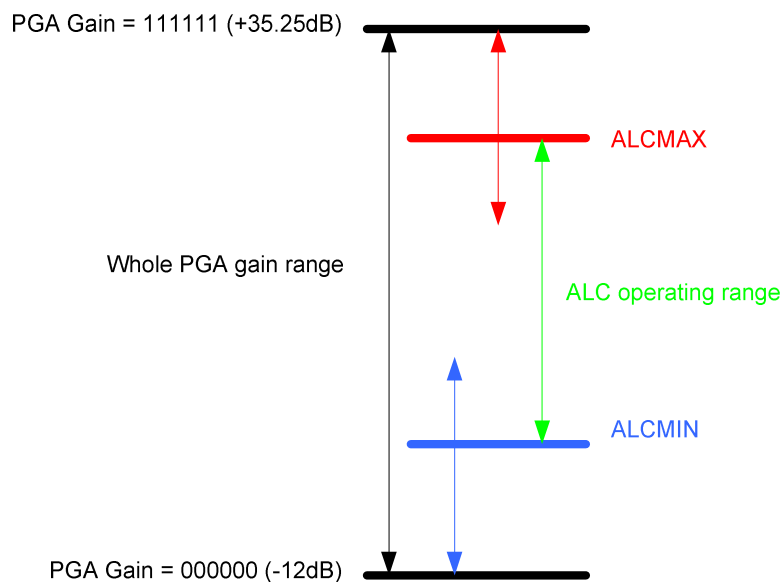 PGA Gain = 111111 (+35.25dB)
ALCMAX
Whole PGA gain range
ALC operating range
ALCMIN
PGA Gain = 000000 (-12dB)